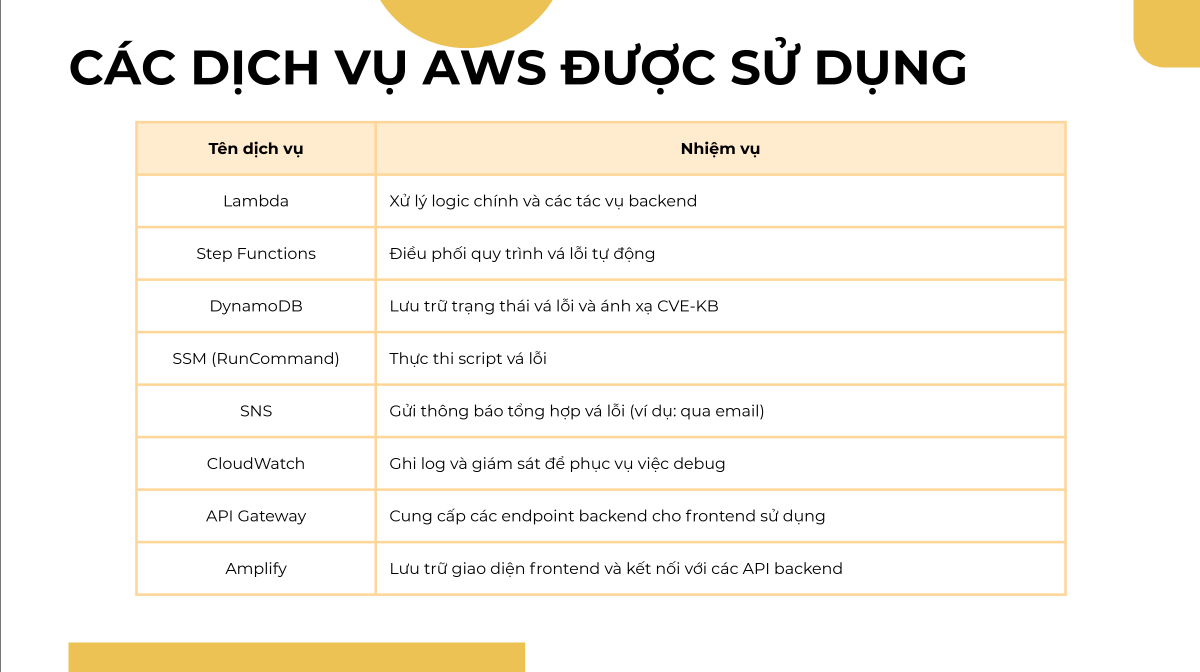 CÁC DỊCH VỤ AWS ĐƯỢC SỬ DỤNG
Tên dịch vụ
Nhiệm vụ
Lambda
Xử lý logic chính và các tác vụ backend
Step Functions
Điều phối quy trình vá lỗi tự động
DynamoDB
Lưu trữ trạng thái vá lỗi và ánh xạ CVE-KB
SSM (RunCommand)
Thực thi script vá lỗi
SNS
Gửi thông báo tổng hợp vá lỗi (ví dụ: qua email)
CloudWatch
Ghi log và giám sát để phục vụ việc debug
API Gateway
Cung cấp các endpoint backend cho frontend sử dụng
Amplify
Lưu trữ giao diện frontend và kết nối với các API backend